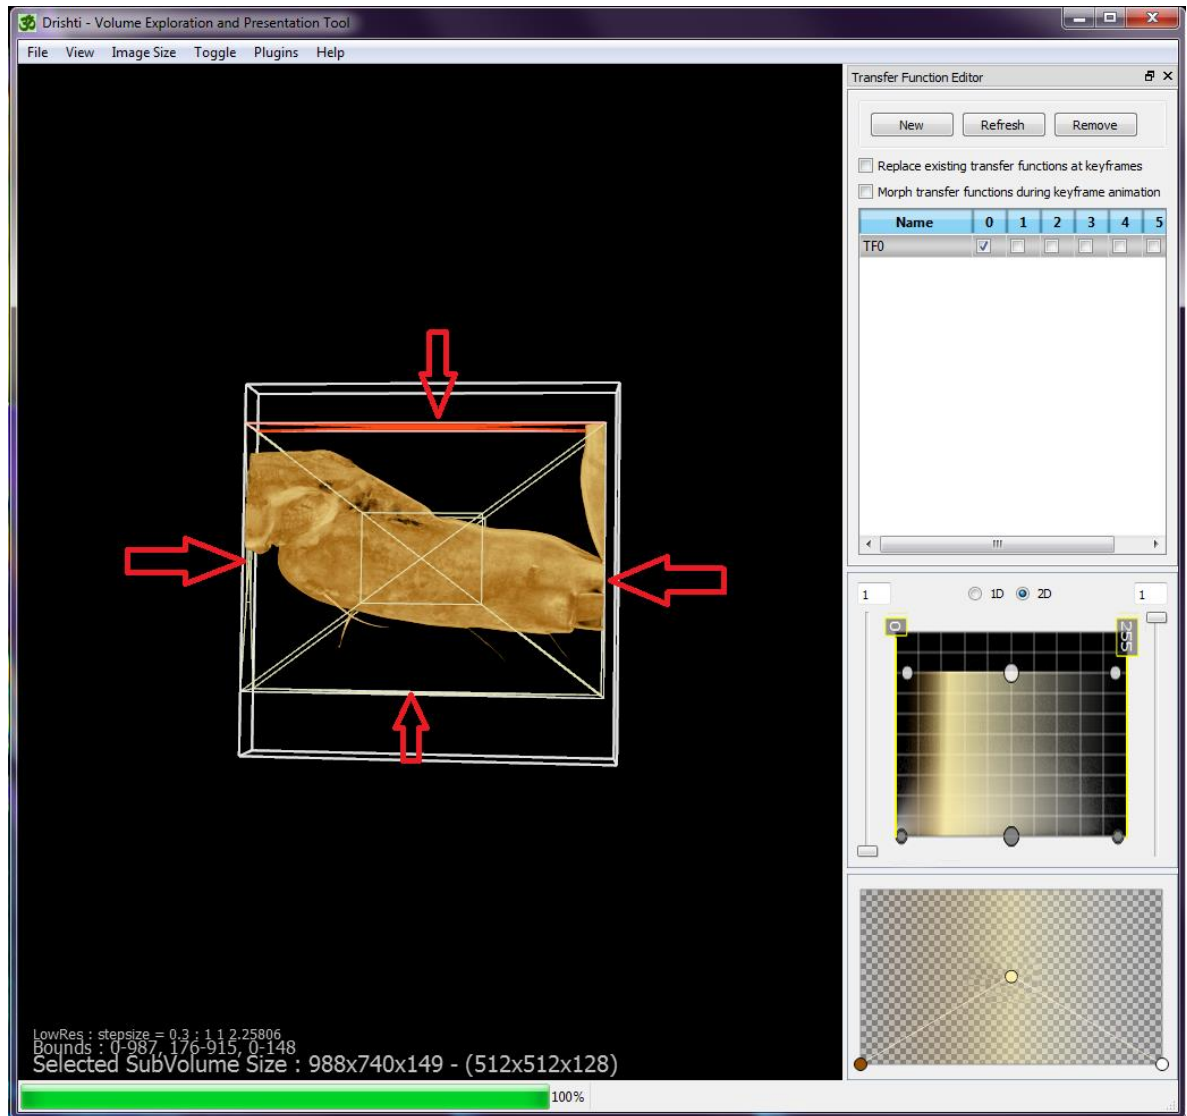 Drishti - Volume Exploration and Presentation Tool
File View Image Size Toggle Plugins Help
Transfer Function Editor
New Refresh Remove
Replace existing transfer functions at keyframes
Morph transfer functions during keyframe animation
Name 0 1 2 3 4 5
TF0
1 1D 2D 1
0 255
LowRes : stepsize = 0.3 : 1 1 2.25806
Bounds : 0-987, 176-915, 0-148
Selected SubVolume Size : 988x740x149 - (512x512x128)
100%